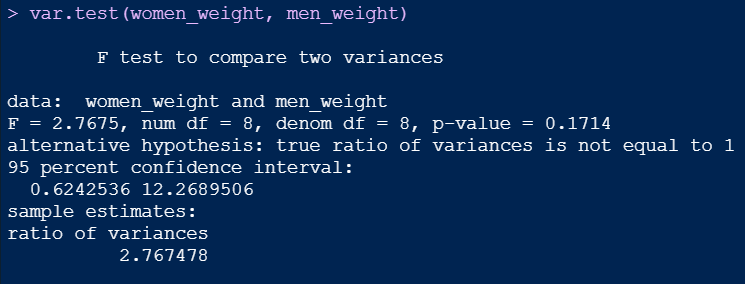 > var.test(women_weight, men_weight)
F test to compare two variances
data:  women_weight and men_weight
F = 2.7675, num df = 8, denom df = 8, p-value = 0.1714
alternative hypothesis: true ratio of variances is not equal to 1
95 percent confidence interval:
0.6242536 12.2689506
sample estimates:
ratio of variances
2.767478